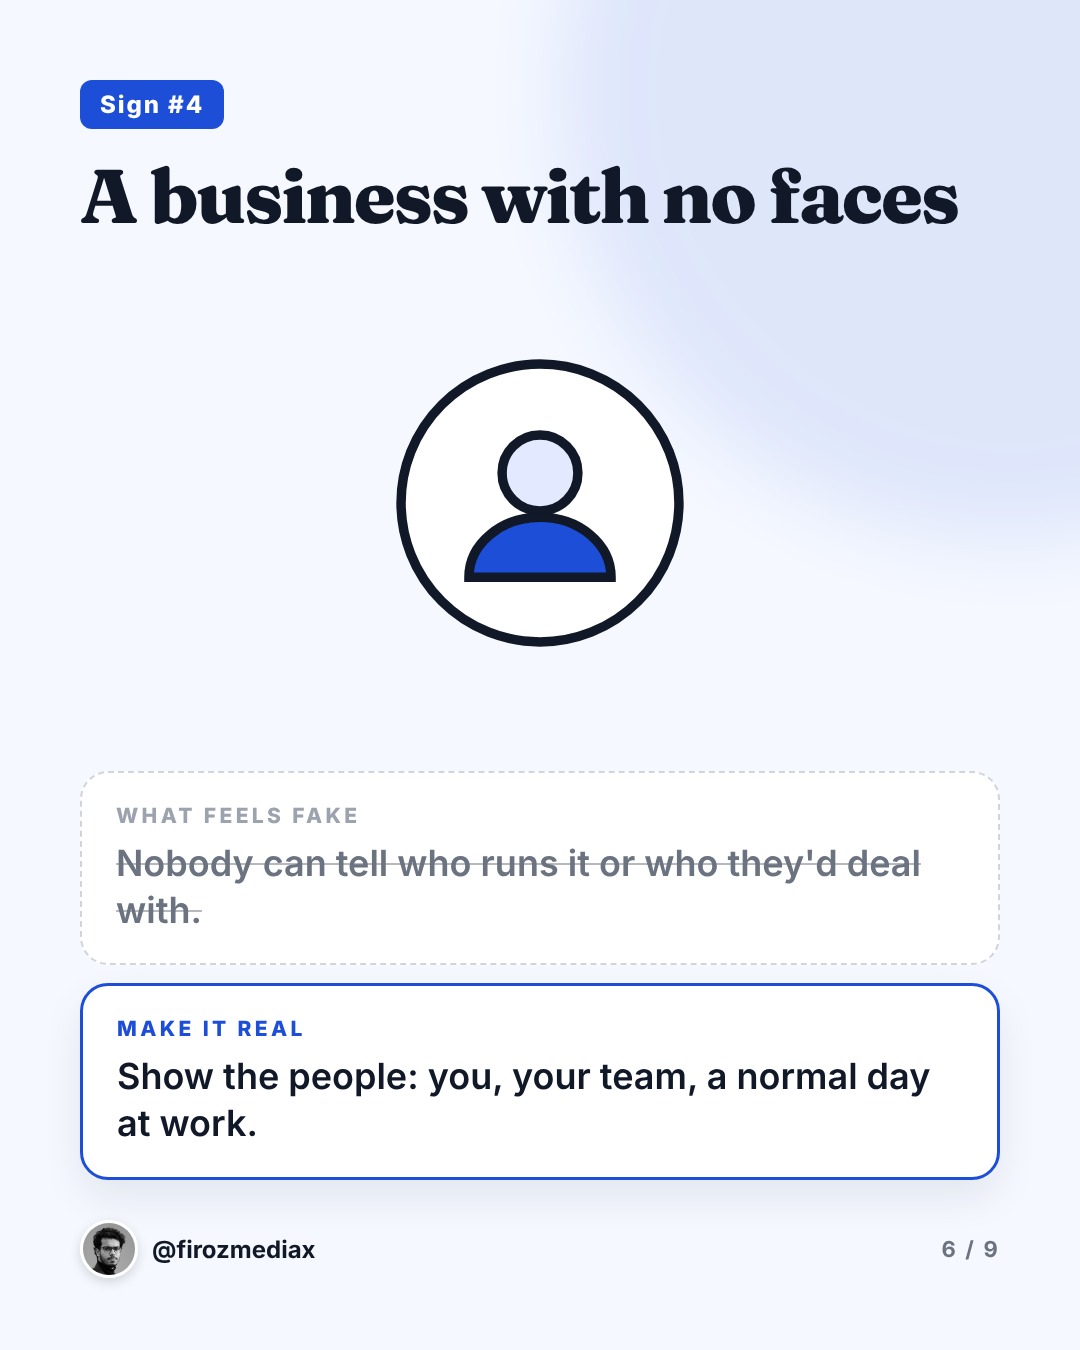 Sign #4
A business with no faces
WHAT FEELS FAKE
Nobody can tell who runs it or who they'd deal
with.
MAKE IT REAL
Show the people: you, your team, a normal day
at work.
@firozmediax
6 / 9